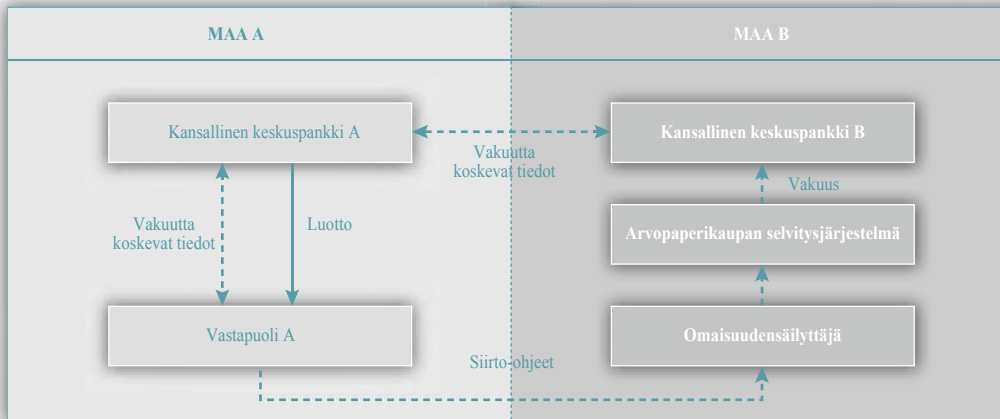 MAA A
MAA B
Kansallinen keskuspankki A
Kansallinen keskuspankki B
Vakuutta
koskevat tiedot
Vakuus
Vakuutta
koskevat tiedot
Luotto
Arvopaperikaupan selvitysjärjestelmä
Vastapuoli A
Omaisuudensäilyttäjä
Siirto-ohjeet